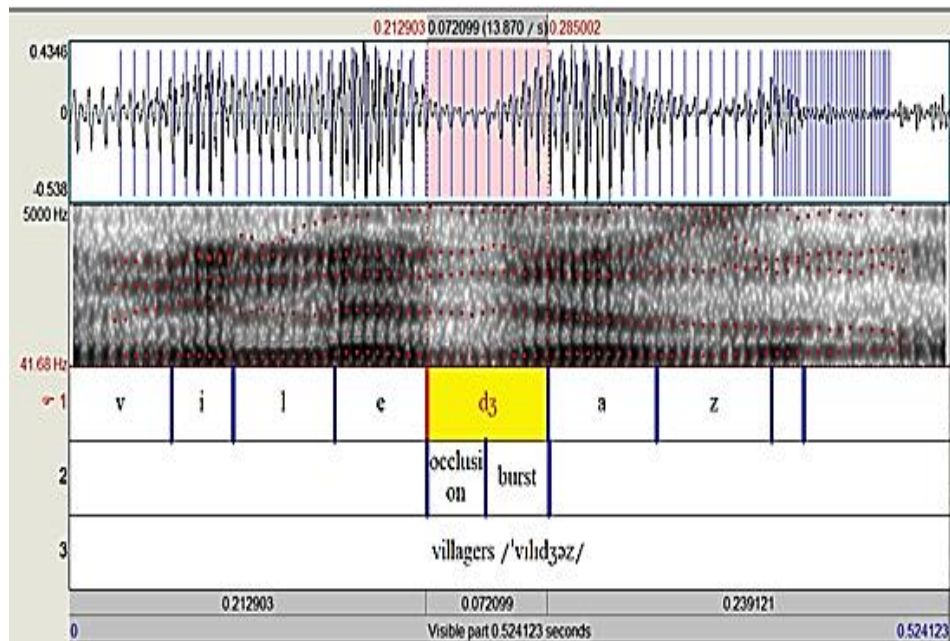 0.212903 0.072099 (13.870 / s) 0.285002
0.4346
0
-0.538
5000 Hz
41.68 Hz
1 v i l e dʒ a z
2 occlusi
on burst
3 villagers /ˈvɪlɪdʒəz/
0.212903 0.072099 0.239121
0 Visible part 0.524123 seconds 0.524123